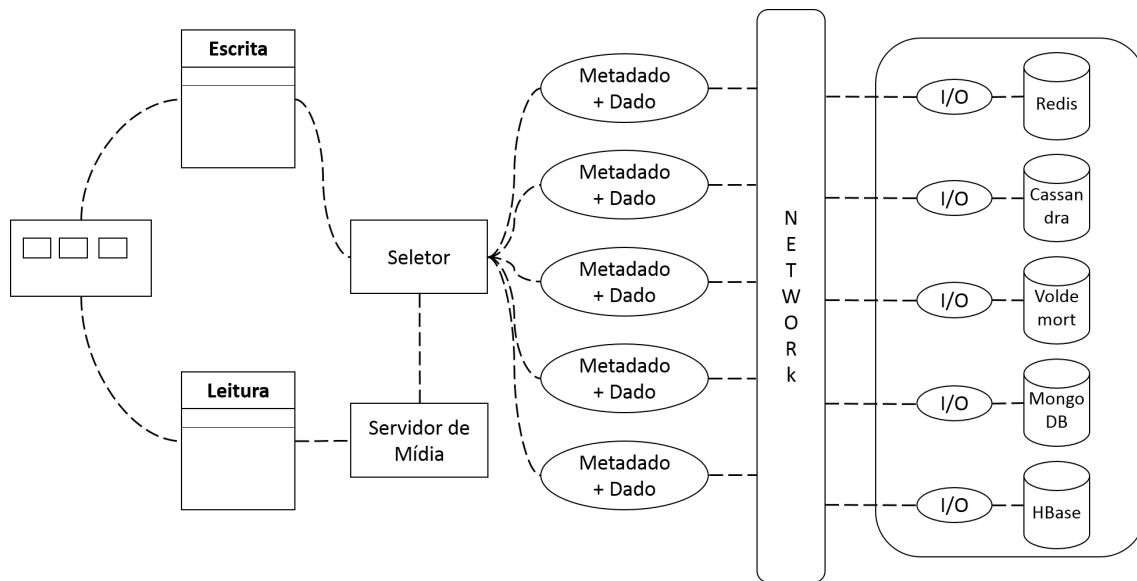 Escrita
Leitura
Seletor
Servidor de
Mídia
Metadado
+ Dado
Metadado
+ Dado
Metadado
+ Dado
Metadado
+ Dado
Metadado
+ Dado
N
E
T
W
O
R
k
I/O
Redis
I/O
Cassan
dra
I/O
Volde
mort
I/O
Mongo
DB
I/O
HBase